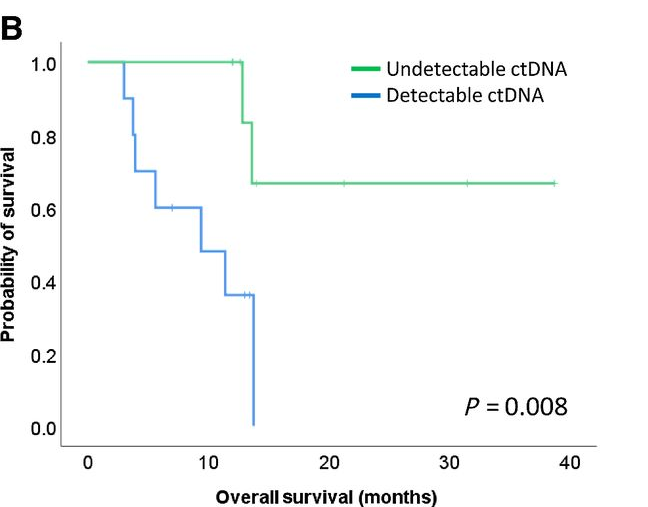 B
Undetectable ctDNA
Detectable ctDNA
Probability of survival
1.0
0.8
0.6
0.4
0.2
0.0
P = 0.008
0 10 20 30 40
Overall survival (months)